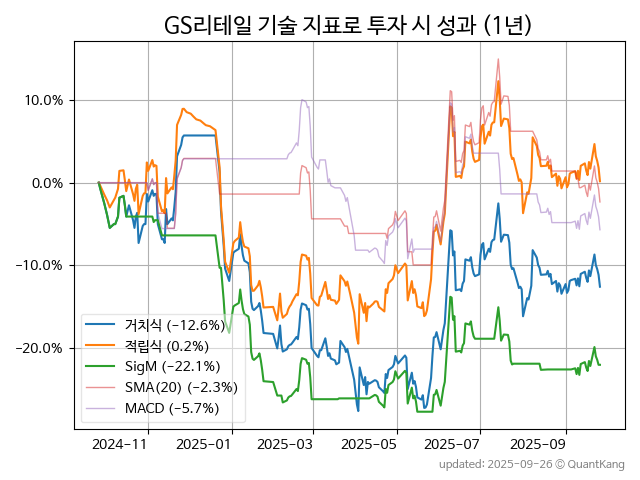 GS리테일 기술 지표로 투자 시 성과 (1년)
10.0%
0.0%
−10.0%
−20.0%
거치식 (−12.6%)
적립식 (0.2%)
SigM (−22.1%)
SMA(20) (−2.3%)
MACD (−5.7%)
2024-11
2025-01
2025-03
2025-05
2025-07
2025-09
updated: 2025-09-26 © QuantKang